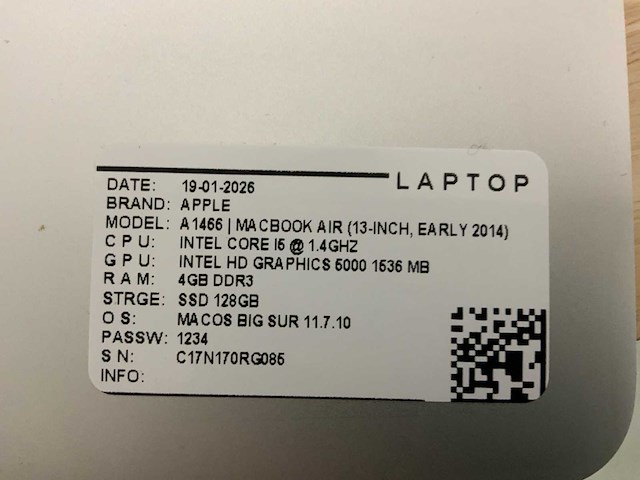 LAPTOP
DATE: 19-01-2026
BRAND: APPLE
MODEL: A1466 | MACBOOK AIR (13-INCH, EARLY 2014)
CPU: INTEL CORE I5 @ 1.4GHZ
GPU: INTEL HD GRAPHICS 5000 1536 MB
RAM: 4GB DDR3
STRGE: SSD 128GB
OS: MACOS BIG SUR 11.7.10
PASSW: 1234
SN: C17N170RG085
INFO: